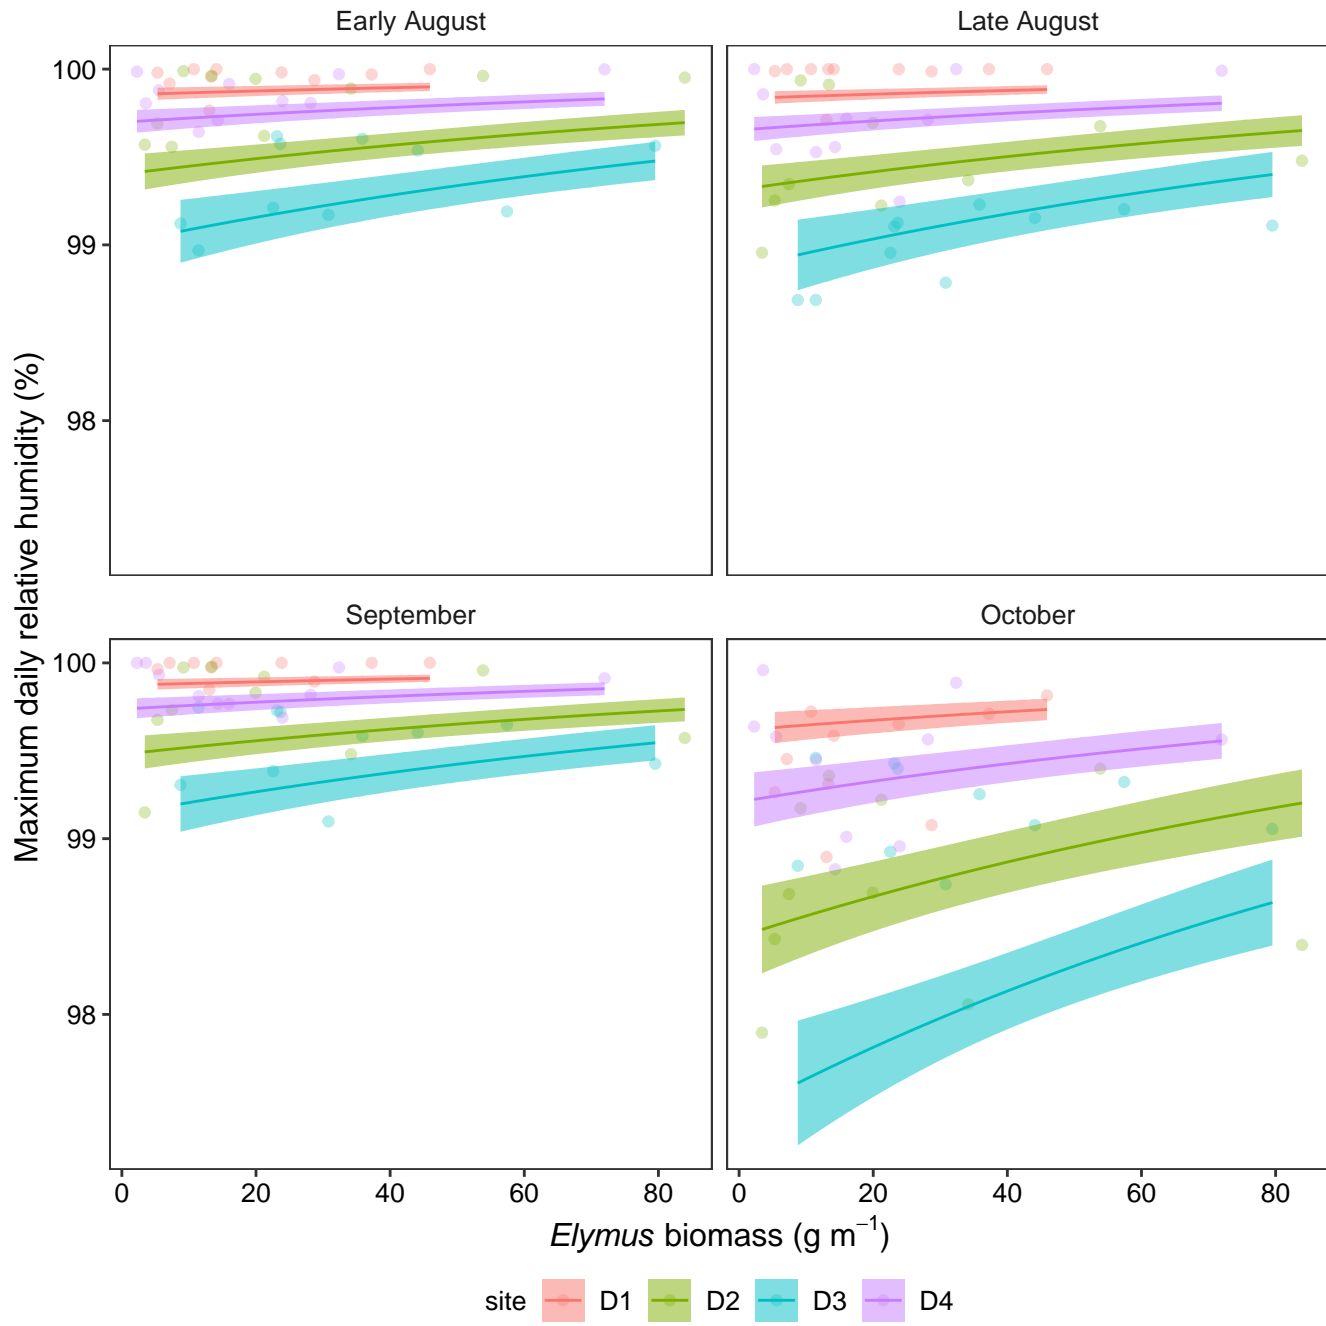 Early August
Late August
100
99
98
Maximum daily relative humidity (%)
September
October
100
99
98
0 20 40 60 80
0 20 40 60 80
Elymus biomass (g m⁻¹)
site D1 D2 D3 D4